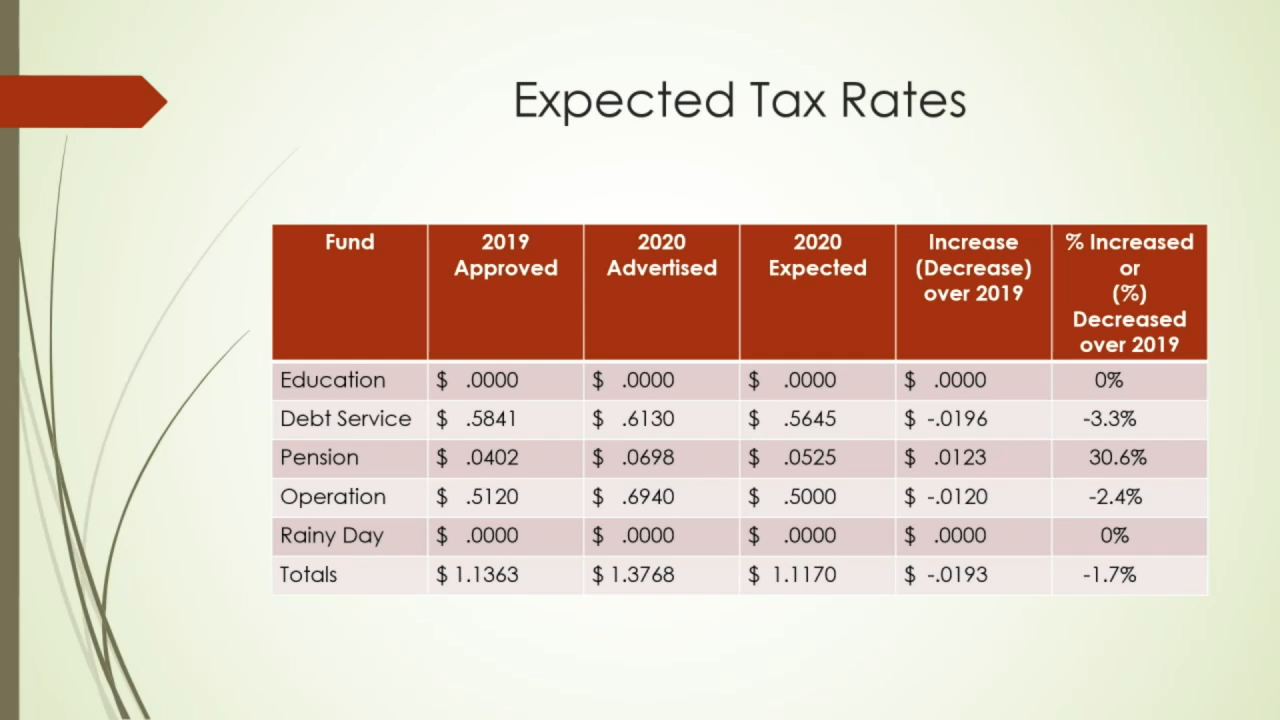 Expected Tax Rates
Fund 2019 Approved 2020 Advertised 2020 Expected Increase (Decrease) over 2019 % Increased or (%) Decreased over 2019
Education $ .0000 $ .0000 $ .0000 $ .0000 0%
Debt Service $ .5841 $ .6130 $ .5645 $ -.0196 -3.3%
Pension $ .0402 $ .0698 $ .0525 $ .0123 30.6%
Operation $ .5120 $ .6940 $ .5000 $ -.0120 -2.4%
Rainy Day $ .0000 $ .0000 $ .0000 $ .0000 0%
Totals $ 1.1363 $ 1.3768 $ 1.1170 $ -.0193 -1.7%